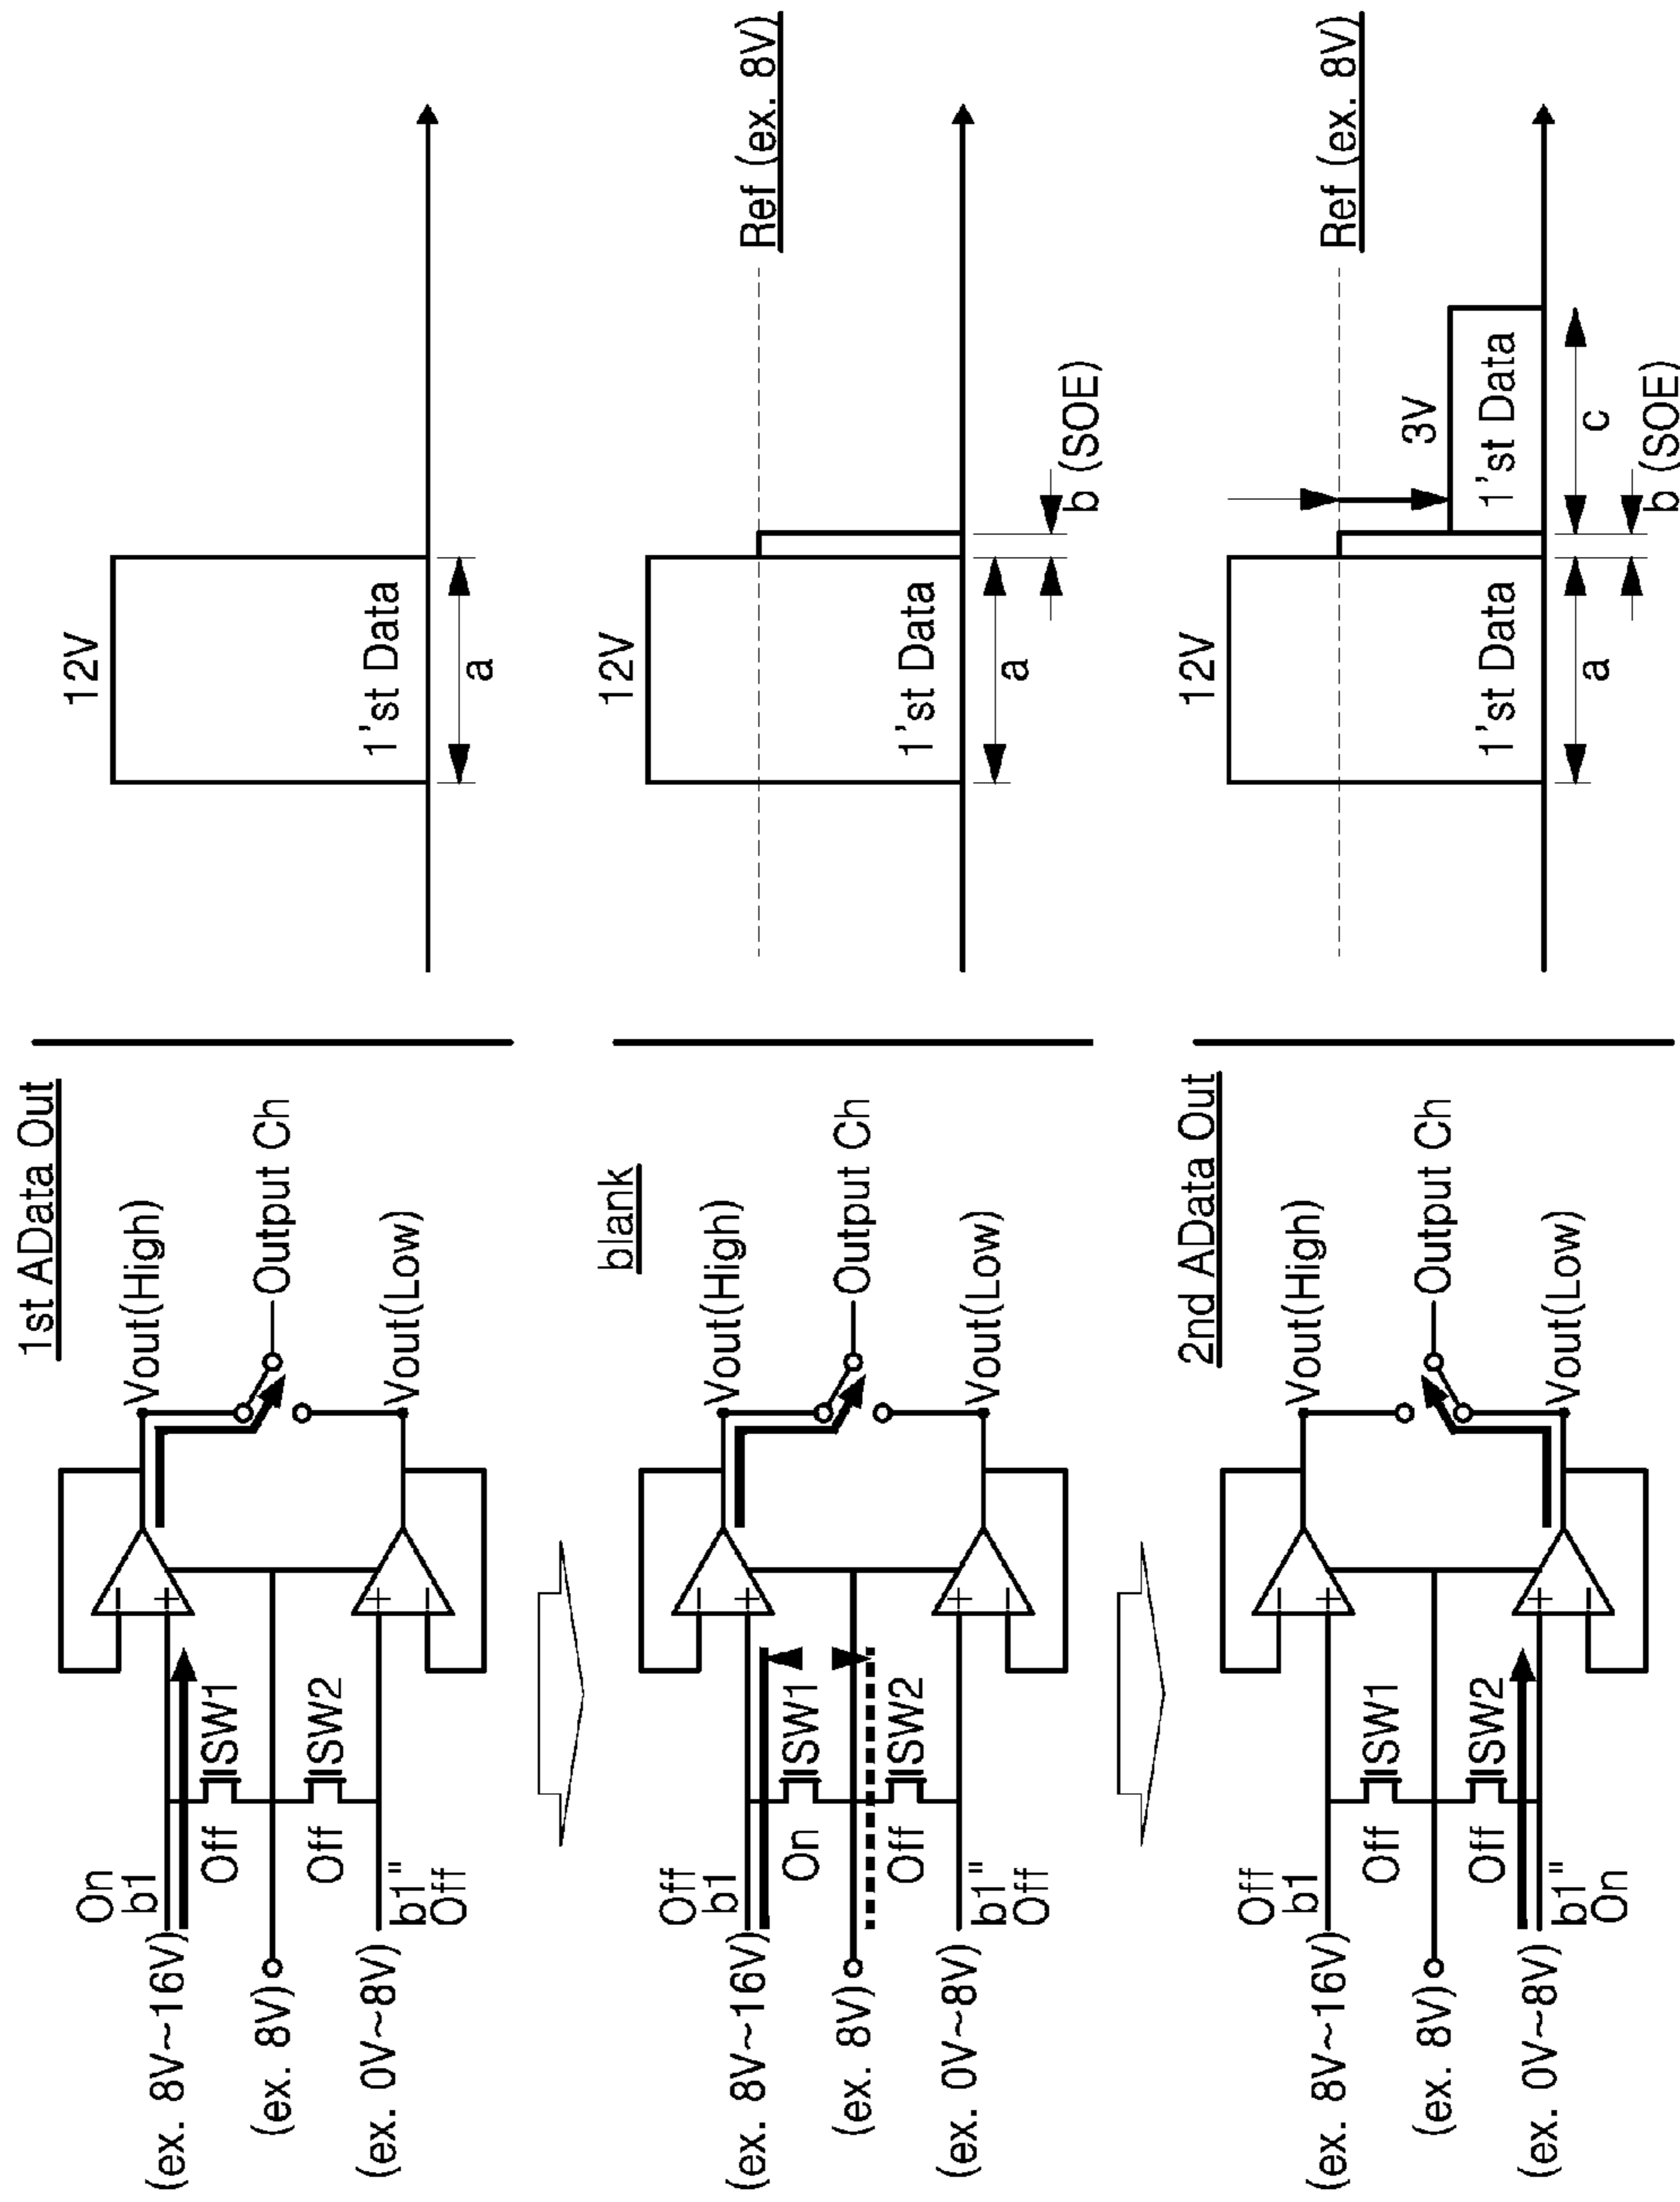 1st AData Out
On
b1
(ex. 8V~16V)
Off
SW1
(ex. 8V)
Off
SW2
(ex. 0V~8V)
b1"
Off
Vout(High)
Output Ch
Vout(Low)
12V
1'st Data
a
blank
Off
b1
(ex. 8V~16V)
On
SW1
(ex. 8V)
Off
SW2
(ex. 0V~8V)
b1"
Off
Vout(High)
Output Ch
Vout(Low)
12V
Ref (ex. 8V)
1'st Data
a
b (SOE)
2nd AData Out
Off
b1
(ex. 8V~16V)
Off
SW1
(ex. 8V)
Off
SW2
(ex. 0V~8V)
b1"
On
Vout(High)
Output Ch
Vout(Low)
12V
Ref (ex. 8V)
3V
1'st Data
1'st Data
a
c
b (SOE)
+
−
+
−
+
−
+
−
+
−
+
−